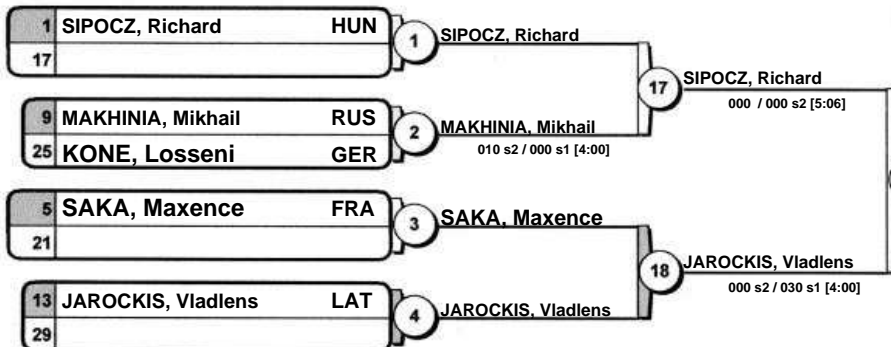 1 SIPOCZ, Richard HUN
17
1
SIPOCZ, Richard
9 MAKHINIA, Mikhail RUS
25 KONE, Losseni GER
2
MAKHINIA, Mikhail
010 s2 / 000 s1 [4:00]
17
SIPOCZ, Richard
000 / 000 s2 [5:06]
5 SAKA, Maxence FRA
21
3
SAKA, Maxence
13 JAROCKIS, Vladlens LAT
29
4
JAROCKIS, Vladlens
18
JAROCKIS, Vladlens
000 s2 / 030 s1 [4:00]